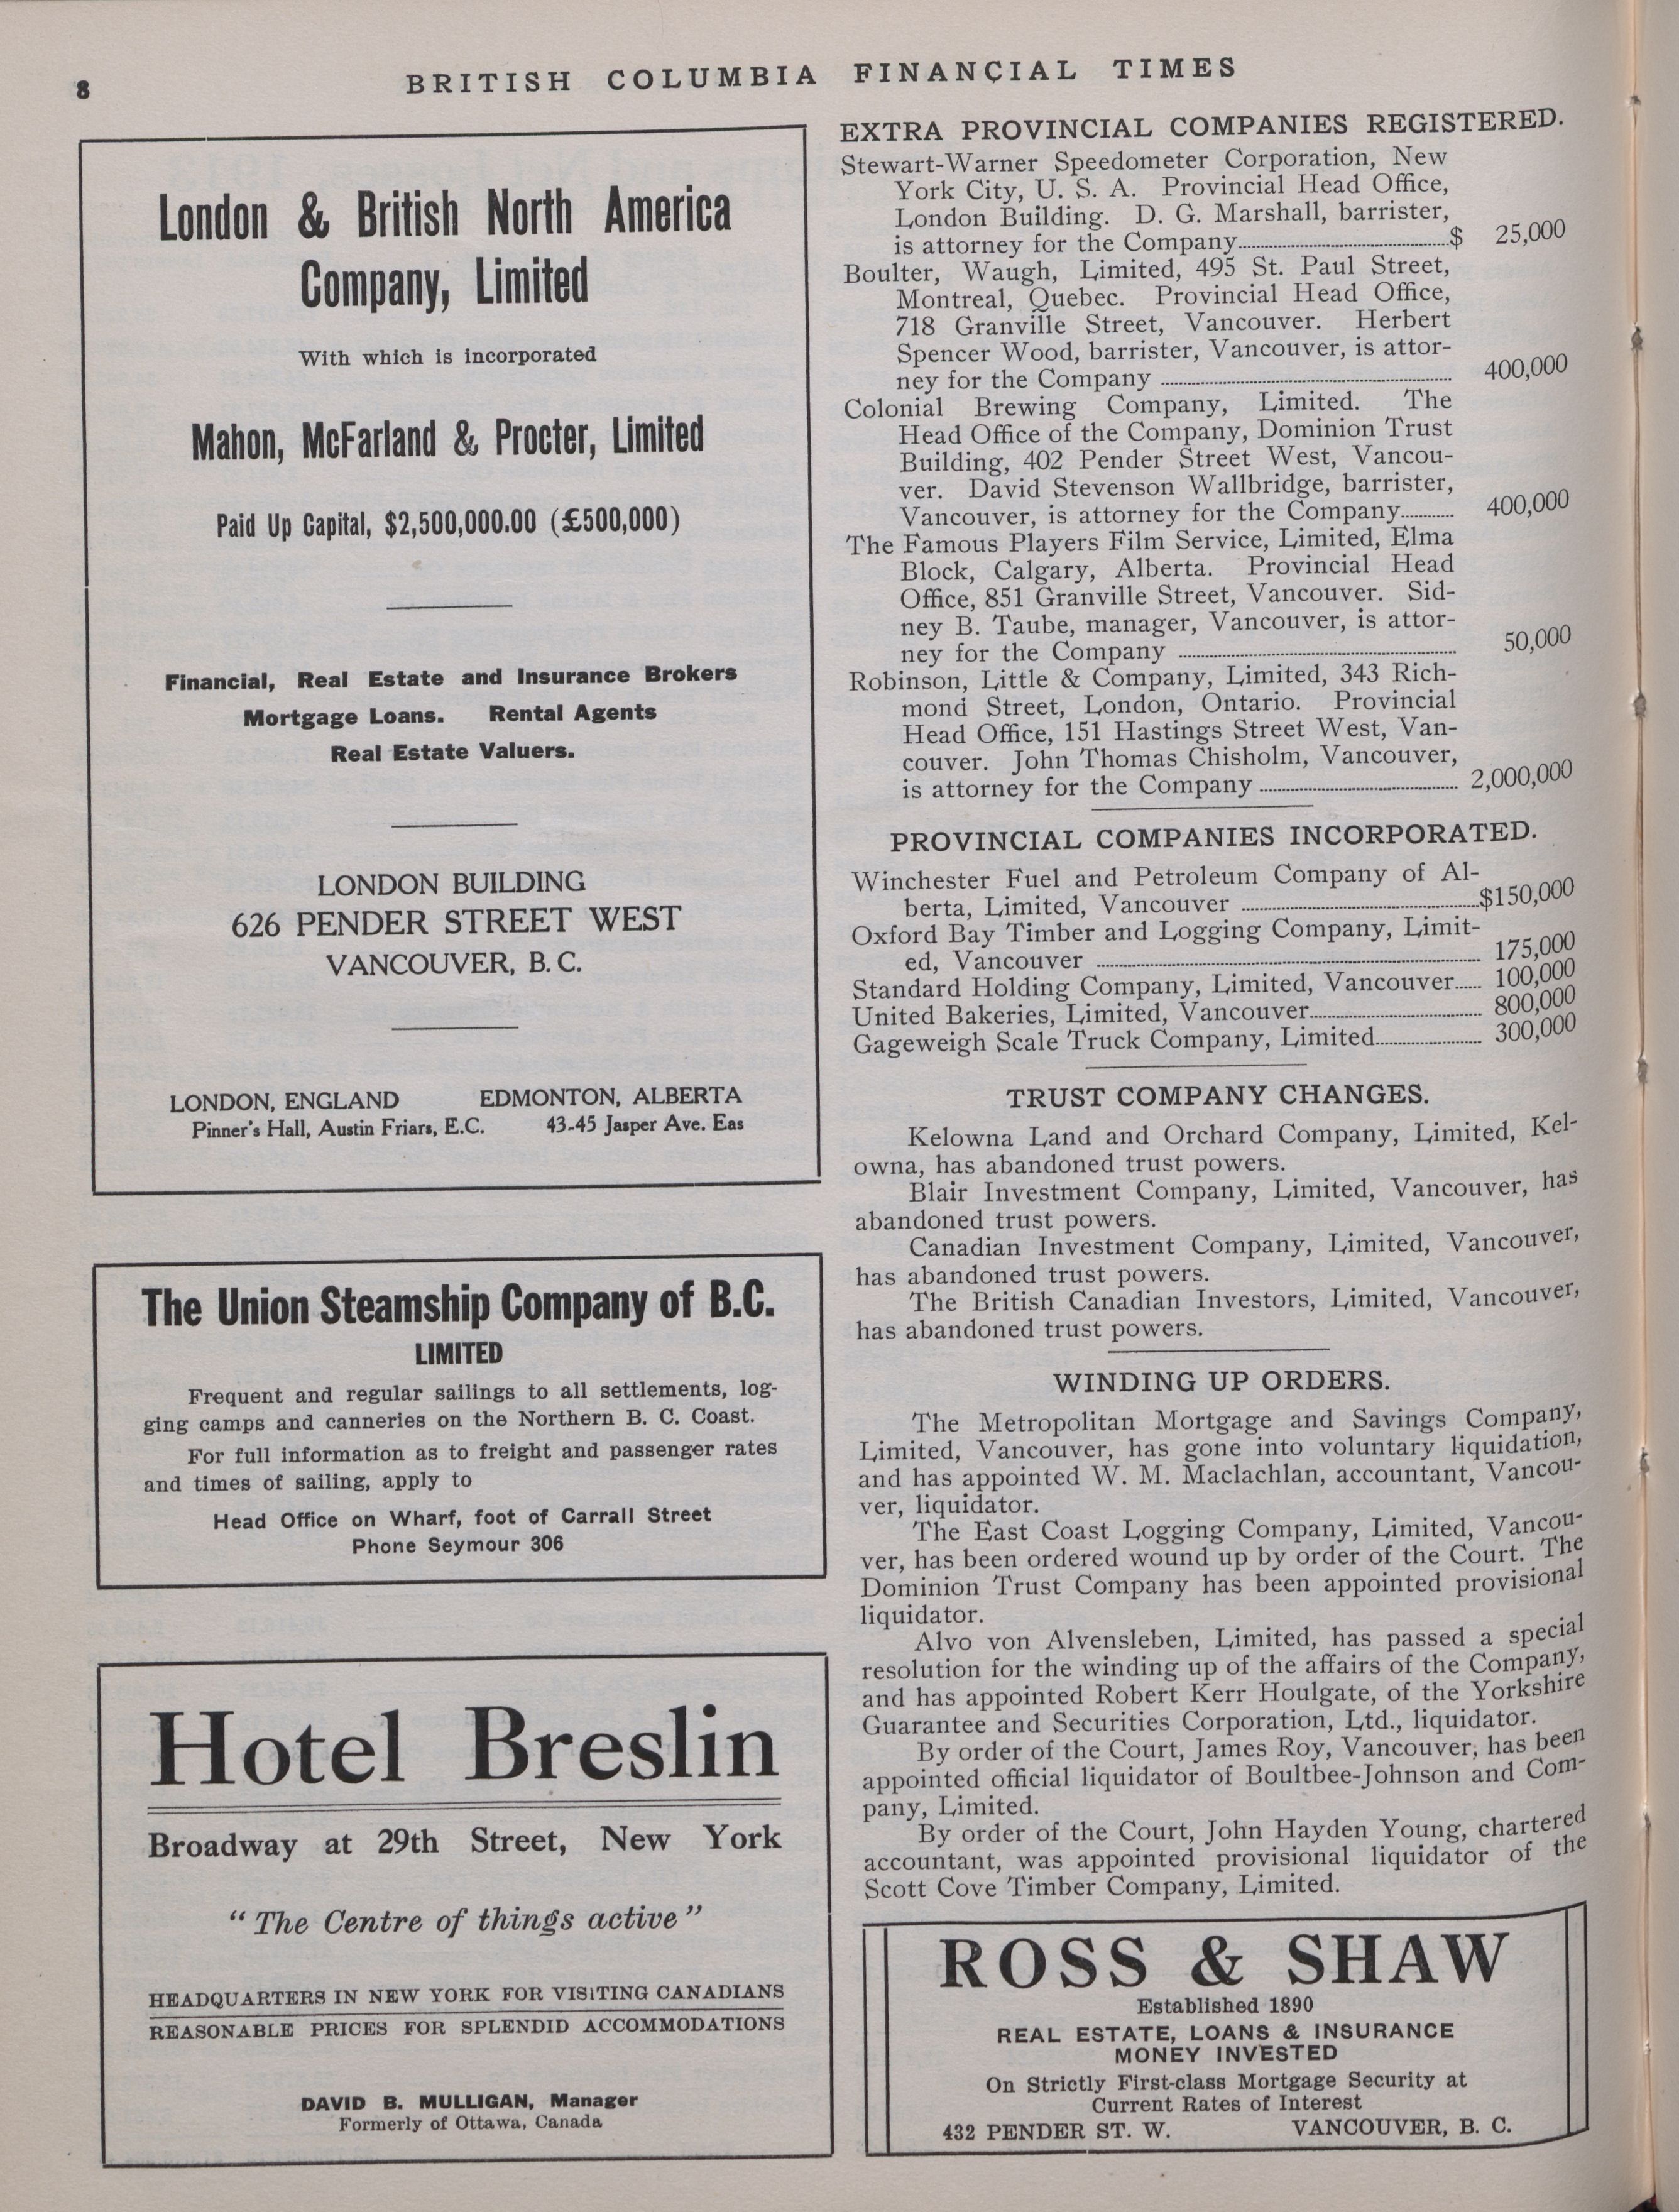 8
BRITISH COLUMBIA FINANCIAL TIMES
London & British North America
Company, Limited
With which is incorporated
Mahon, McFarland & Procter, Limited
Paid Up Capital, $2,500,000.00 (£500,000)
Financial, Real Estate and Insurance Brokers
Mortgage Loans. Rental Agents
Real Estate Valuers.
LONDON BUILDING
626 PENDER STREET WEST
VANCOUVER, B. C.
LONDON, ENGLAND EDMONTON, ALBERTA
Pinner's Hall, Austin Friars, E.C. 43-45 Jasper Ave. Eas
The Union Steamship Company of B.C.
LIMITED
Frequent and regular sailings to all settlements, log-
ging camps and canneries on the Northern B. C. Coast.
For full information as to freight and passenger rates
and times of sailing, apply to
Head Office on Wharf, foot of Carrall Street
Phone Seymour 306
Hotel Breslin
Broadway at 29th Street, New York
"The Centre of things active"
HEADQUARTERS IN NEW YORK FOR VISITING CANADIANS
REASONABLE PRICES FOR SPLENDID ACCOMMODATIONS
DAVID B. MULLIGAN, Manager
Formerly of Ottawa, Canada
EXTRA PROVINCIAL COMPANIES REGISTERED.
Stewart-Warner Speedometer Corporation, New
York City, U. S. A. Provincial Head Office,
London Building. D. G. Marshall, barrister,
is attorney for the Company........$ 25,000
Boulter, Waugh, Limited, 495 St. Paul Street,
Montreal, Quebec. Provincial Head Office,
718 Granville Street, Vancouver. Herbert
Spencer Wood, barrister, Vancouver, is attor-
ney for the Company ........ 400,000
Colonial Brewing Company, Limited. The
Head Office of the Company, Dominion Trust
Building, 402 Pender Street West, Vancou-
ver. David Stevenson Wallbridge, barrister,
Vancouver, is attorney for the Company........ 400,000
The Famous Players Film Service, Limited, Elma
Block, Calgary, Alberta. Provincial Head
Office, 851 Granville Street, Vancouver. Sid-
ney B. Taube, manager, Vancouver, is attor-
ney for the Company ........ 50,000
Robinson, Little & Company, Limited, 343 Rich-
mond Street, London, Ontario. Provincial
Head Office, 151 Hastings Street West, Van-
couver. John Thomas Chisholm, Vancouver,
is attorney for the Company ........ 2,000,000
PROVINCIAL COMPANIES INCORPORATED.
Winchester Fuel and Petroleum Company of Al-
berta, Limited, Vancouver ........$150,000
Oxford Bay Timber and Logging Company, Limit-
ed, Vancouver ........ 175,000
Standard Holding Company, Limited, Vancouver...... 100,000
United Bakeries, Limited, Vancouver........ 800,000
Gageweigh Scale Truck Company, Limited........ 300,000
TRUST COMPANY CHANGES.
Kelowna Land and Orchard Company, Limited, Kel-
owna, has abandoned trust powers.
Blair Investment Company, Limited, Vancouver, has
abandoned trust powers.
Canadian Investment Company, Limited, Vancouver,
has abandoned trust powers.
The British Canadian Investors, Limited, Vancouver,
has abandoned trust powers.
WINDING UP ORDERS.
The Metropolitan Mortgage and Savings Company,
Limited, Vancouver, has gone into voluntary liquidation,
and has appointed W. M. Maclachlan, accountant, Vancou-
ver, liquidator.
The East Coast Logging Company, Limited, Vancou-
ver, has been ordered wound up by order of the Court. The
Dominion Trust Company has been appointed provisional
liquidator.
Alvo von Alvensleben, Limited, has passed a special
resolution for the winding up of the affairs of the Company,
and has appointed Robert Kerr Houlgate, of the Yorkshire
Guarantee and Securities Corporation, Ltd., liquidator.
By order of the Court, James Roy, Vancouver, has been
appointed official liquidator of Boultbee-Johnson and Com-
pany, Limited.
By order of the Court, John Hayden Young, chartered
accountant, was appointed provisional liquidator of the
Scott Cove Timber Company, Limited.
ROSS & SHAW
Established 1890
REAL ESTATE, LOANS & INSURANCE
MONEY INVESTED
On Strictly First-class Mortgage Security at
Current Rates of Interest
432 PENDER ST. W. VANCOUVER, B. C.